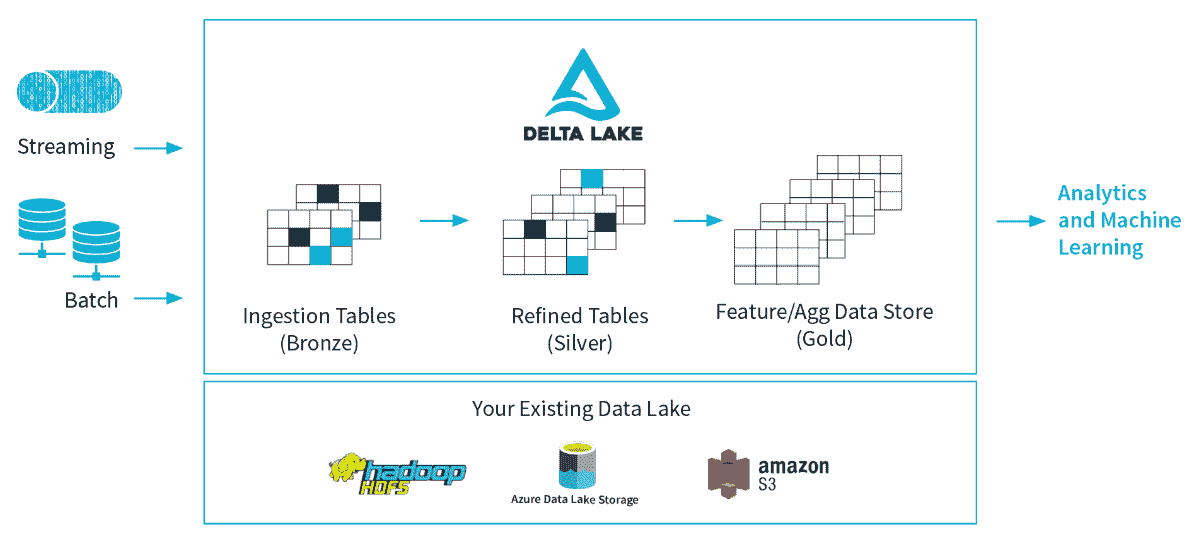 DELTA LAKE
Streaming
Batch
Ingestion Tables
(Bronze)
Refined Tables
(Silver)
Feature/Agg Data Store
(Gold)
Analytics
and Machine
Learning
Your Existing Data Lake
hadoop
HDFS
Azure Data Lake Storage
amazon
S3